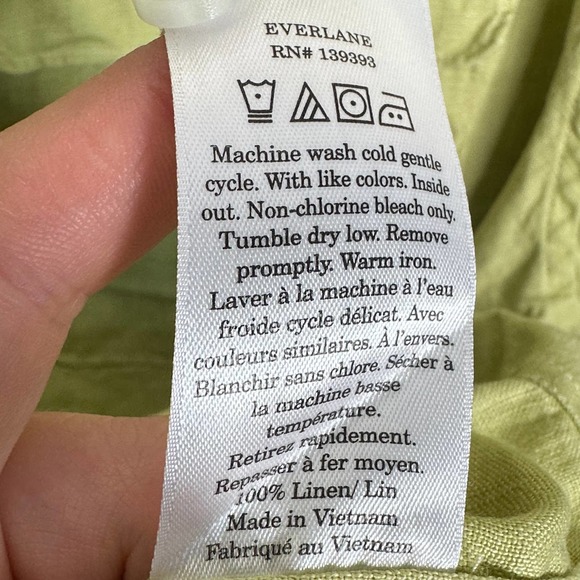 EVERLANE
RN# 139393
Machine wash cold gentle
cycle. With like colors. Inside
out. Non-chlorine bleach only.
Tumble dry low. Remove
promptly. Warm iron.
Laver à la machine à l'eau
froide cycle délicat. Avec
couleurs similaires. À l'envers.
Blanchir sans chlore. Sécher à
la machine basse
température.
Retirez rapidement.
Repasser à fer moyen.
100% Linen/ Lin
Made in Vietnam
Fabriqué au Vietnam